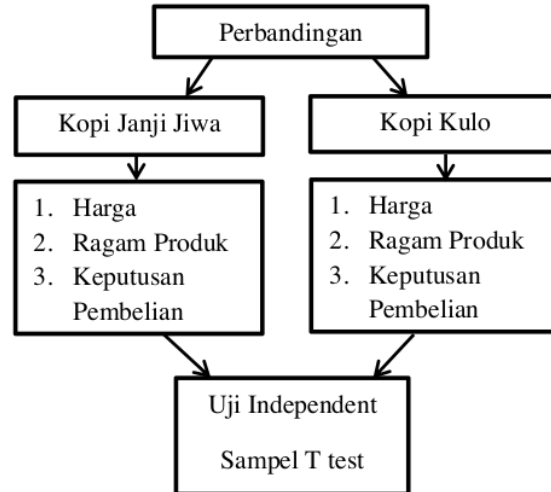 Perbandingan
Kopi Janji Jiwa
Kopi Kulo
1. Harga
2. Ragam Produk
3. Keputusan
Pembelian
1. Harga
2. Ragam Produk
3. Keputusan
Pembelian
Uji Independent
Sampel T test